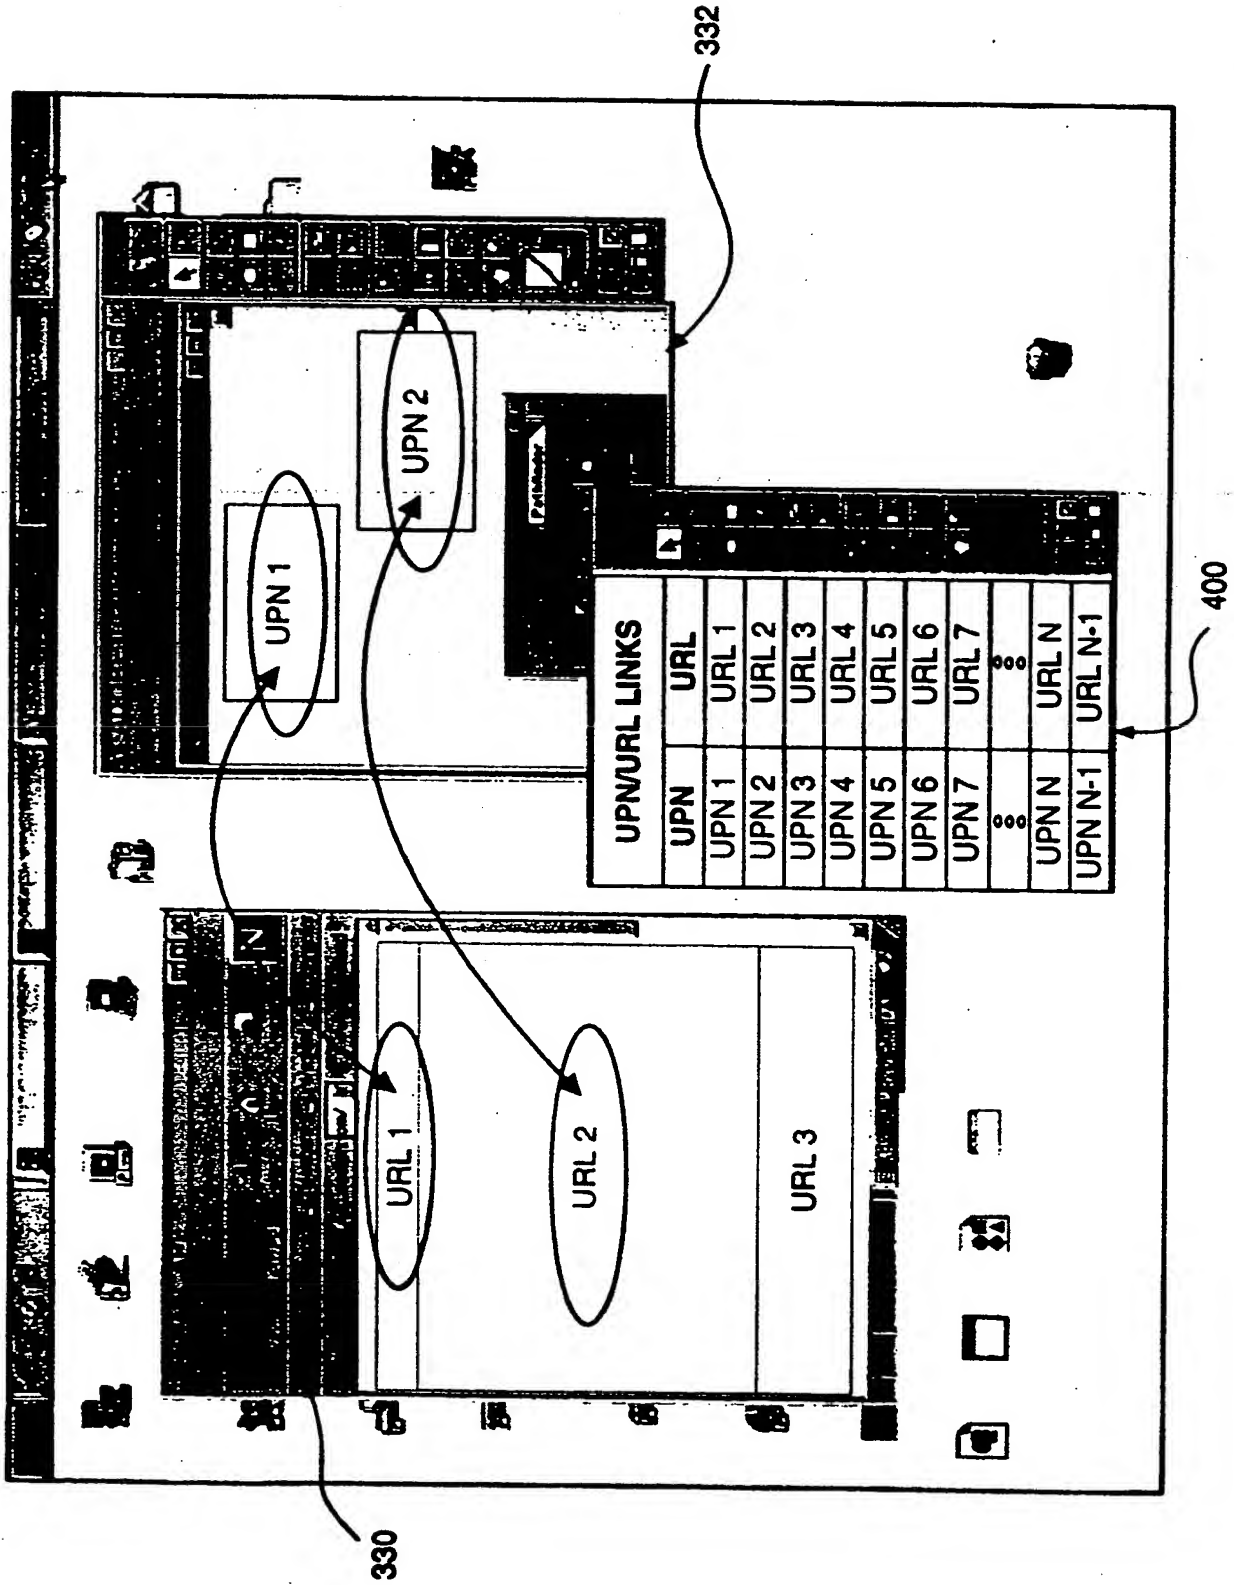 332
UPN 1
UPN 2
URL 1
URL 2
URL 3
UPN/URL LINKS
UPN URL
UPN 1 URL 1
UPN 2 URL 2
UPN 3 URL 3
UPN 4 URL 4
UPN 5 URL 5
UPN 6 URL 6
UPN 7 URL 7
ooo ooo
UPN N URL N
UPN N-1 URL N-1
330
400